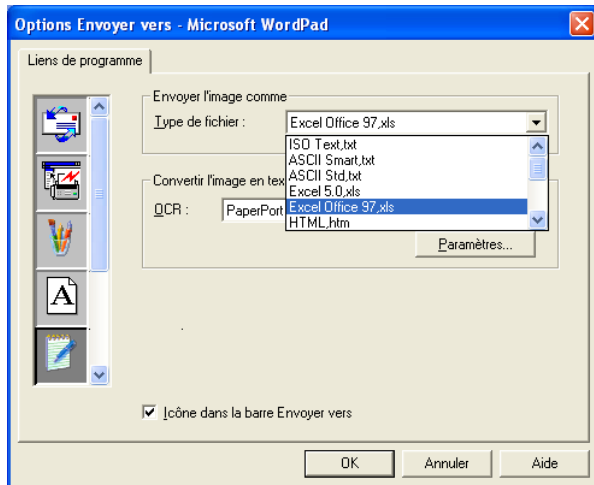 Options Envoyer vers - Microsoft WordPad
Liens de programme
Envoyer l'image comme
Type de fichier :
Excel Office 97,xls
ISO Text,txt
ASCII Smart,txt
ASCII Std,txt
Excel 5.0,xls
Excel Office 97,xls
HTML,htm
Convertir l'image en tex
OCR :
PaperPort
Paramètres...
Icône dans la barre Envoyer vers
OK
Annuler
Aide